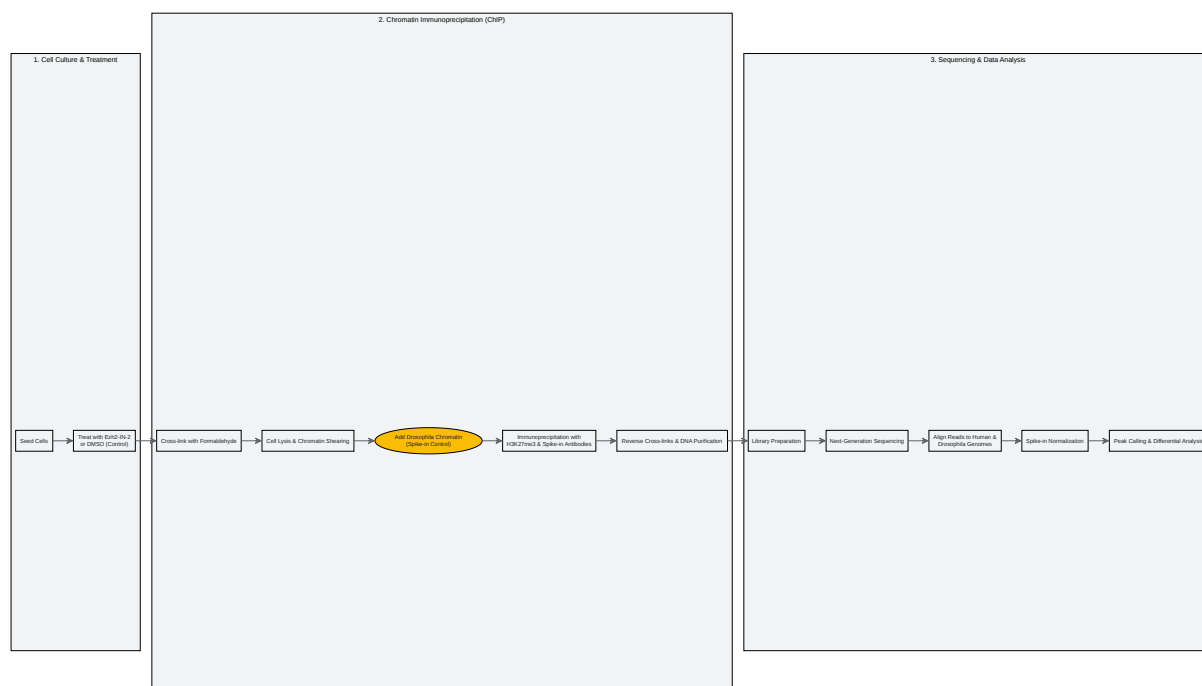 2. Chromatin Immunoprecipitation (ChIP)
1. Cell Culture & Treatment
3. Sequencing & Data Analysis
Seed Cells
Treat with Ezh2-IN-2
or DMSO (Control)
Cross-link with Formaldehyde
Cell Lysis & Chromatin Shearing
Add Drosophila Chromatin
(Spike-in Control)
Immunoprecipitation with
H3K27me3 & Spike-in Antibodies
Reverse Cross-links & DNA Purification
Library Preparation
Next-Generation Sequencing
Align Reads to Human &
Drosophila Genomes
Spike-in Normalization
Peak Calling & Differential Analysis